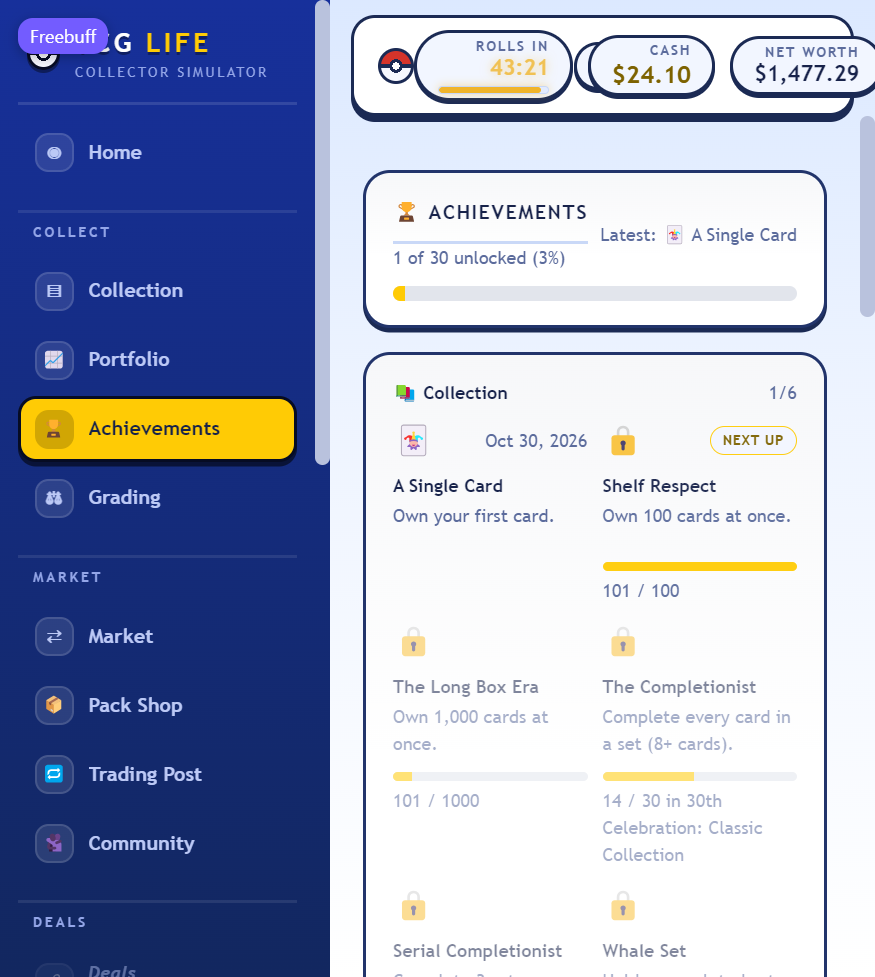 Freebuff
CG LIFE
COLLECTOR SIMULATOR
Home
COLLECT
Collection
Portfolio
Achievements
Grading
MARKET
Market
Pack Shop
Trading Post
Community
DEALS
Deals
ROLLS IN
43:21
CASH
$24.10
NET WORTH
$1,477.29
ACHIEVEMENTS
1 of 30 unlocked (3%)
Latest: A Single Card
Collection 1/6
Oct 30, 2026
A Single Card
Own your first card.
NEXT UP
Shelf Respect
Own 100 cards at once.
101 / 100
The Long Box Era
Own 1,000 cards at
once.
101 / 1000
The Completionist
Complete every card in
a set (8+ cards).
14 / 30 in 30th
Celebration: Classic
Collection
Serial Completionist
Whale Set